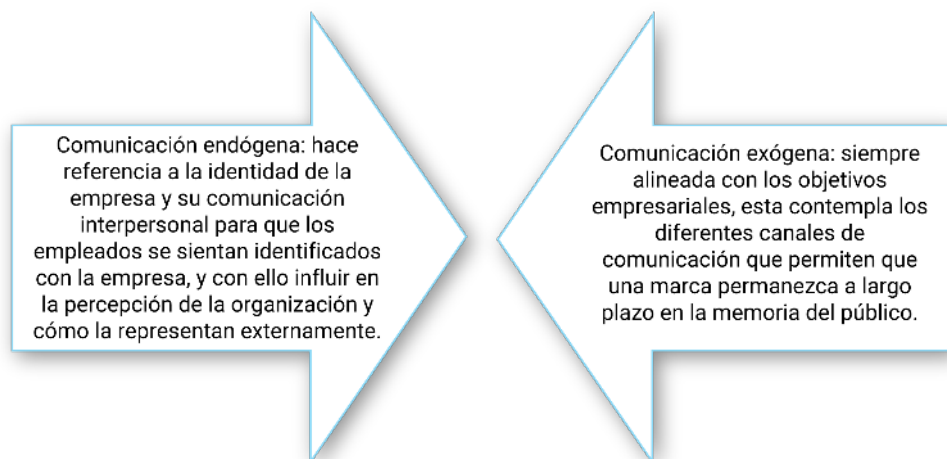 Comunicación endógena: hace
referencia a la identidad de la
empresa y su comunicación
interpersonal para que los
empleados se sientan identificados
con la empresa, y con ello influir en
la percepción de la organización y
cómo la representan externamente.
Comunicación exógena: siempre
alineada con los objetivos
empresariales, esta contempla los
diferentes canales de
comunicación que permiten que
una marca permanezca a largo
plazo en la memoria del público.